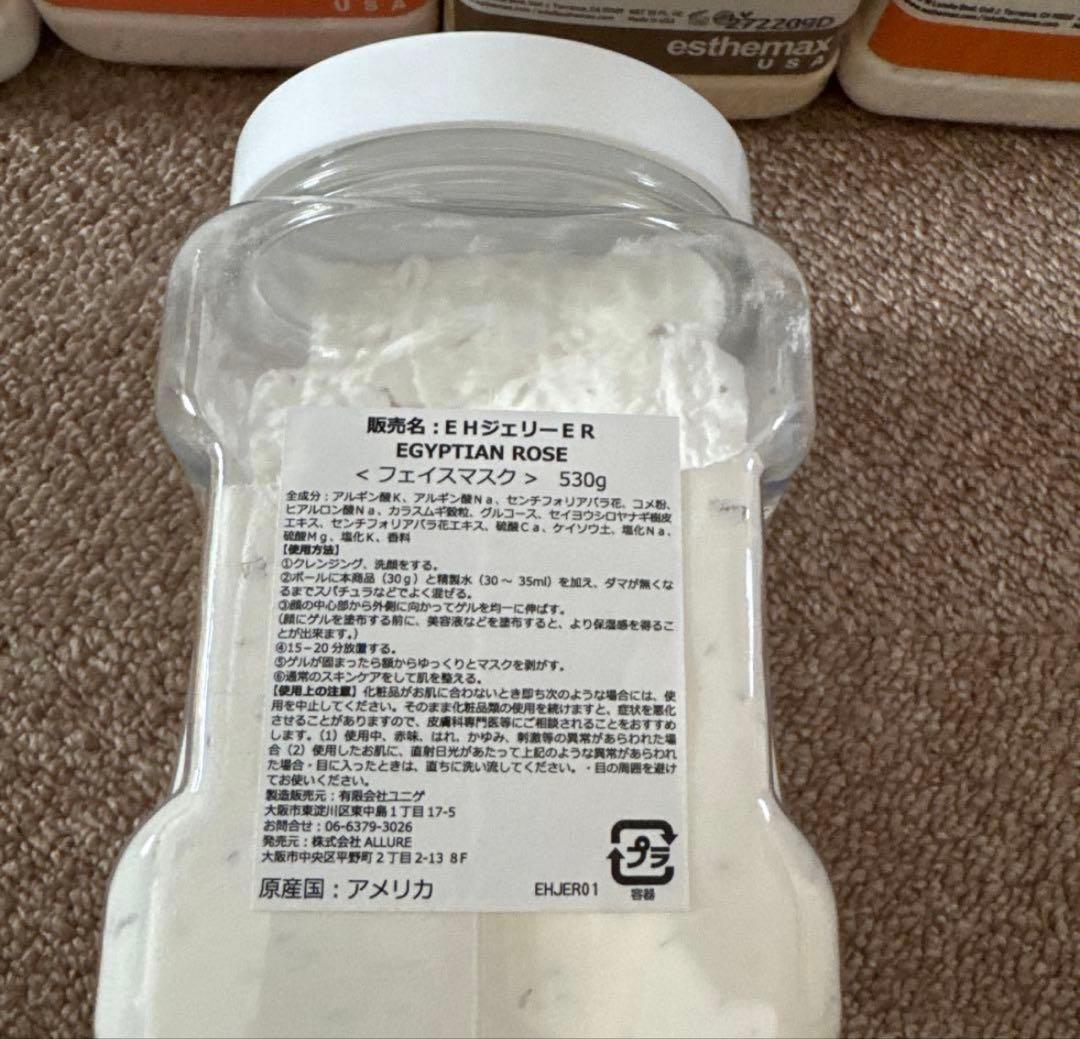 USA
272209D
esthemax
USA
販売名：ＥＨジェリーＥＲ
EGYPTIAN ROSE
＜ フェイスマスク ＞ 530g
全成分：アルギン酸Ｋ、アルギン酸Ｎａ、センチフォリアバラ花、コメ粉、
ヒアルロン酸Ｎａ、カラスムギ穀粒、グルコース、セイヨウシロヤナギ樹皮
エキス、センチフォリアバラ花エキス、硫酸Ｃａ、ケイソウ土、塩化Ｎａ、
硫酸Ｍｇ、塩化Ｋ、香料
【使用方法】
①クレンジング、洗顔をする。
②ボールに本商品（30ｇ）と精製水（30 ～ 35ml）を加え、ダマが無くな
るまでスパチュラなどでよく混ぜる。
③顔の中心部から外側に向かってゲルを均一に伸ばす。
（顔にゲルを塗布する前に、美容液などを塗布すると、より保湿感を得るこ
とが出来ます。）
④15－20 分放置する。
⑤ゲルが固まったら額からゆっくりとマスクを剥がす。
⑥通常のスキンケアをして肌を整える。
【使用上の注意】化粧品がお肌に合わないとき即ち次のような場合には、使
用を中止してください。そのまま化粧品類の使用を続けますと、症状を悪化
させることがありますので、皮膚科専門医等にご相談されることをおすすめ
します。（1）使用中、赤味、はれ、かゆみ、刺激等の異常があらわれた場
合（2）使用したお肌に、直射日光があたって上記のような異常があらわれ
た場合・目に入ったときは、直ちに洗い流してください。・目の周囲を避け
てお使いください。
製造販売元：有限会社ユニゲ
大阪市東淀川区東中島１丁目 17-5
お問合せ：06-6379-3026
発売元：株式会社 ALLURE
大阪市中央区平野町２丁目 2-13 ８F
原産国：アメリカ
EHJER01
プラ
容器